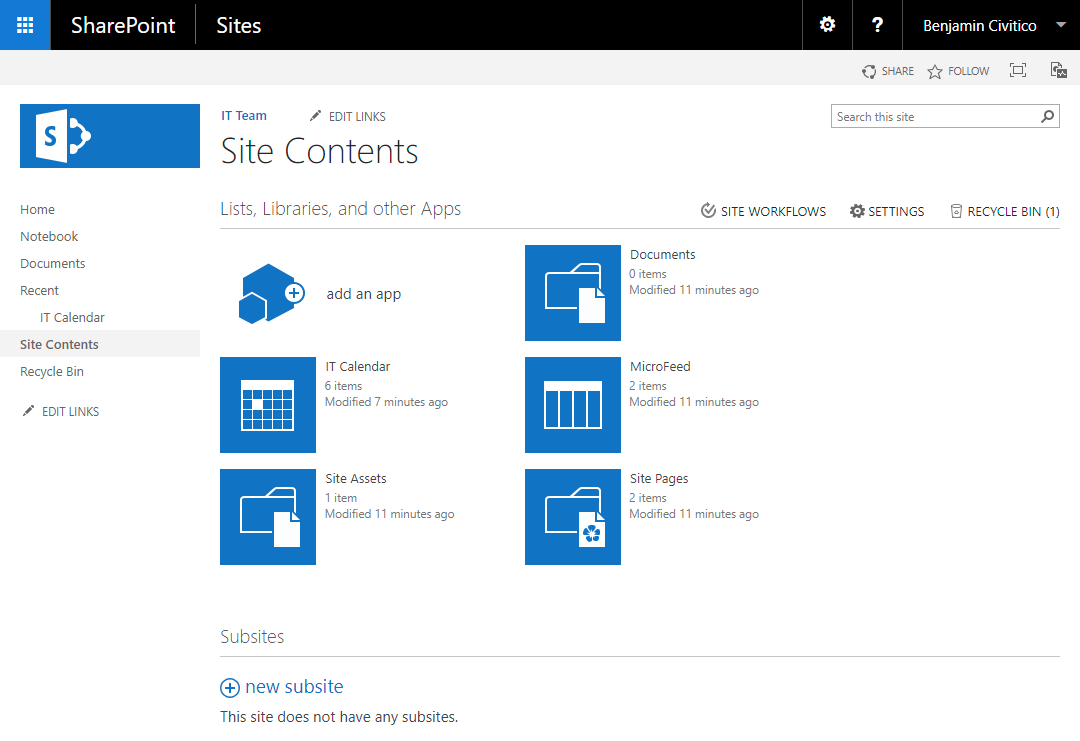 SharePoint Sites ? Benjamin Civitico
SHARE FOLLOW
S
IT Team EDIT LINKS
Search this site
Site Contents
Home
Notebook
Documents
Recent
IT Calendar
Site Contents
Recycle Bin
EDIT LINKS
Lists, Libraries, and other Apps
SITE WORKFLOWS SETTINGS RECYCLE BIN (1)
add an app
Documents
0 items
Modified 11 minutes ago
IT Calendar
6 items
Modified 7 minutes ago
MicroFeed
2 items
Modified 11 minutes ago
Site Assets
1 item
Modified 11 minutes ago
Site Pages
2 items
Modified 11 minutes ago
Subsites
new subsite
This site does not have any subsites.